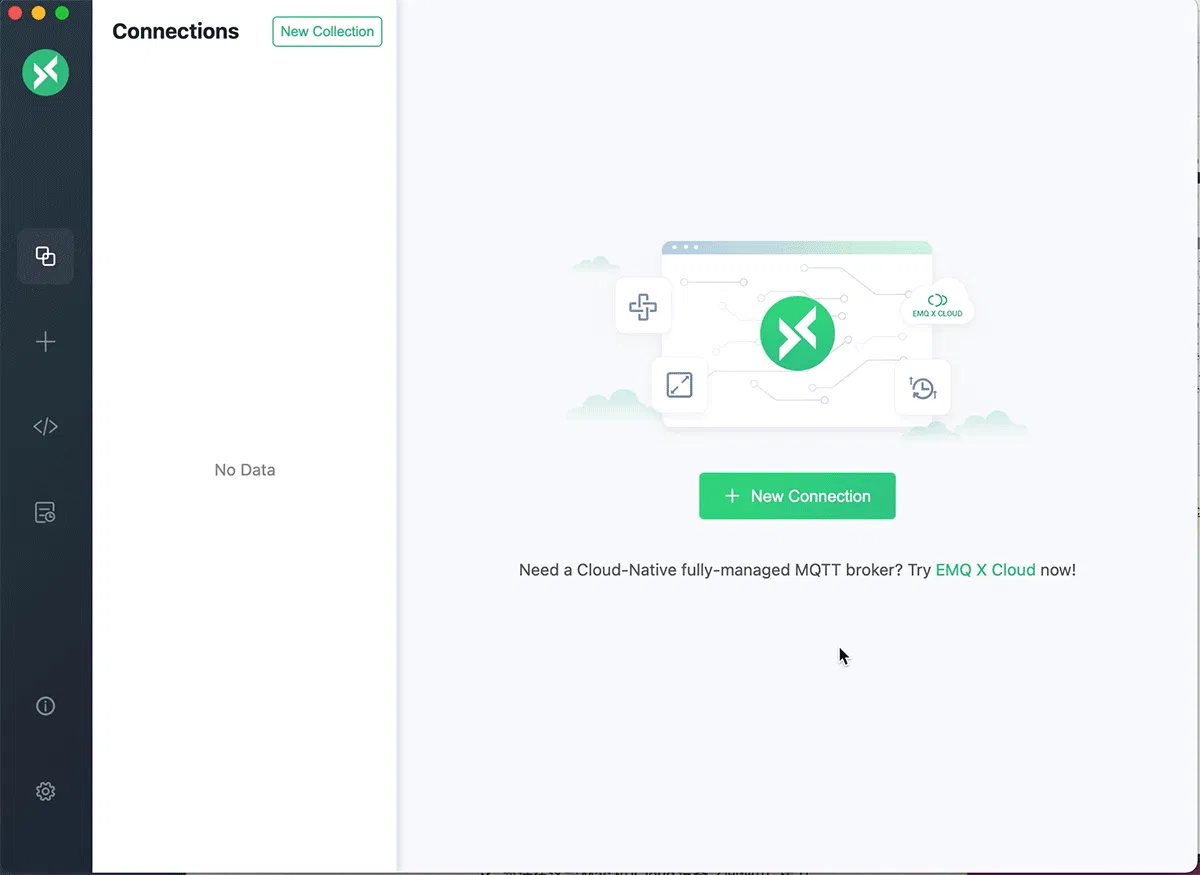 Connections
New Collection
No Data
EMQ X CLOUD
New Connection
Need a Cloud-Native fully-managed MQTT broker? Try EMQ X Cloud now!